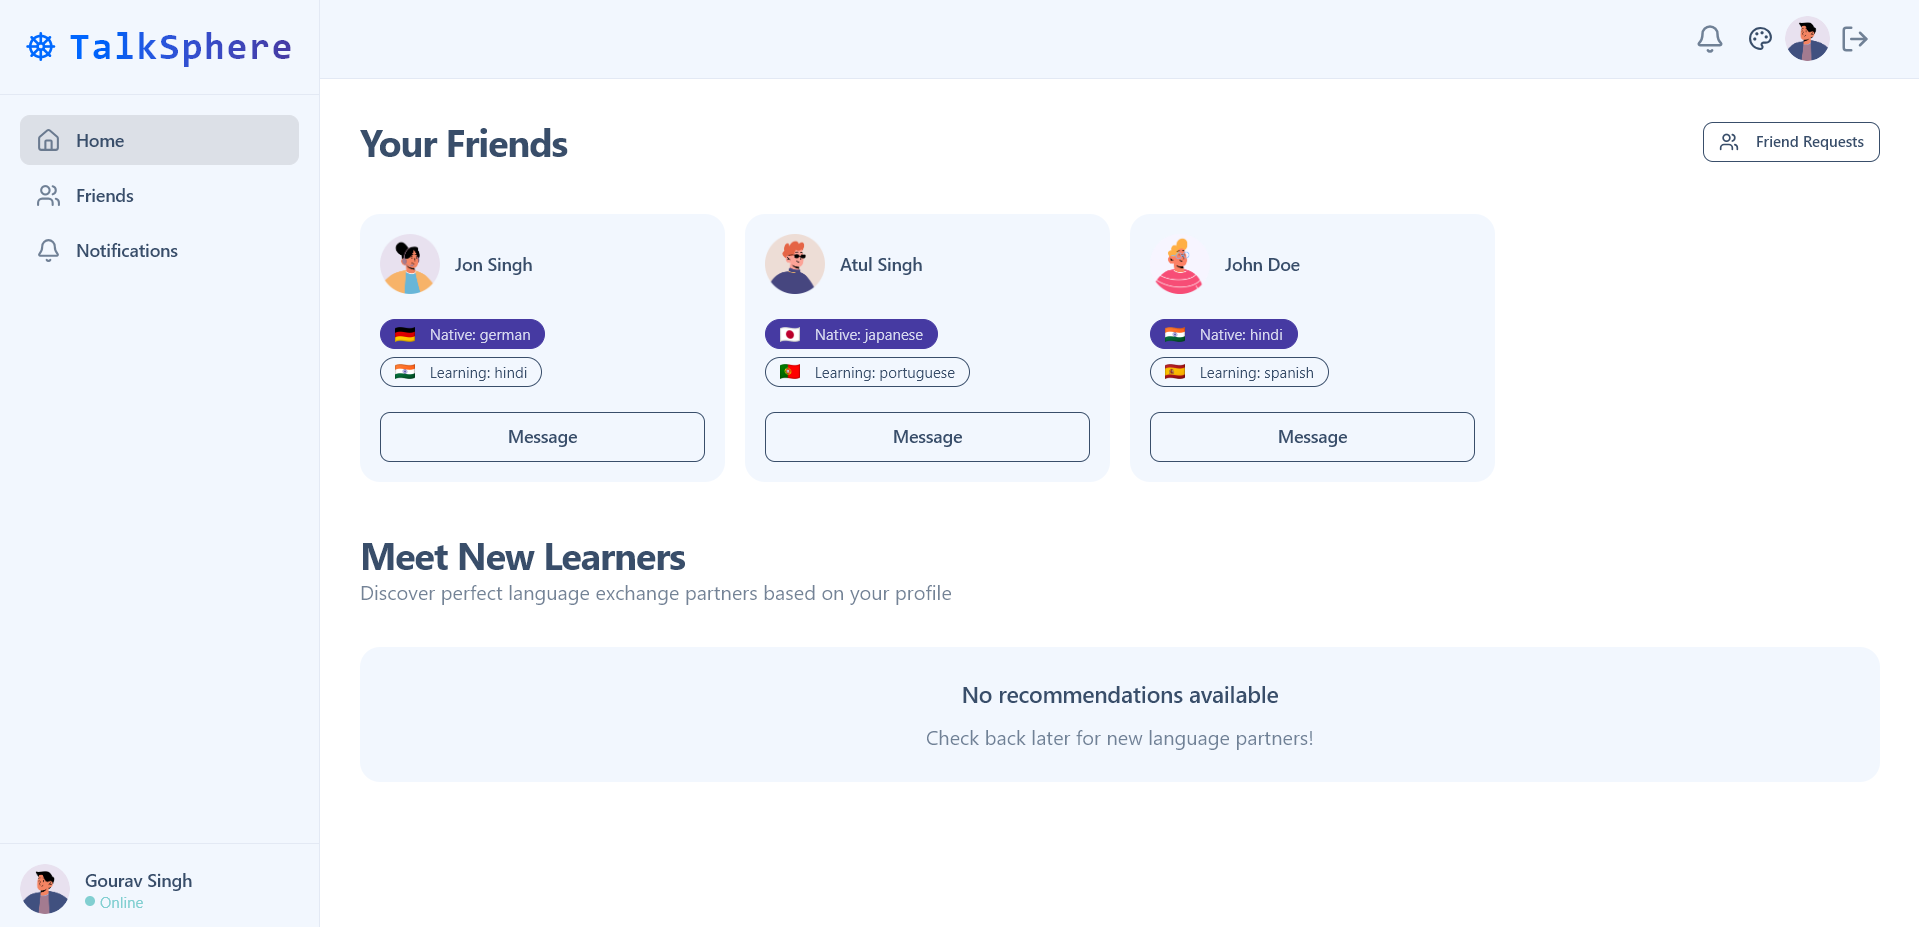 TalkSphere
Home
Friends
Notifications
Your Friends
Friend Requests
Jon Singh
Native: german
Learning: hindi
Message
Atul Singh
Native: japanese
Learning: portuguese
Message
John Doe
Native: hindi
Learning: spanish
Message
Meet New Learners
Discover perfect language exchange partners based on your profile
No recommendations available
Check back later for new language partners!
Gourav Singh
Online